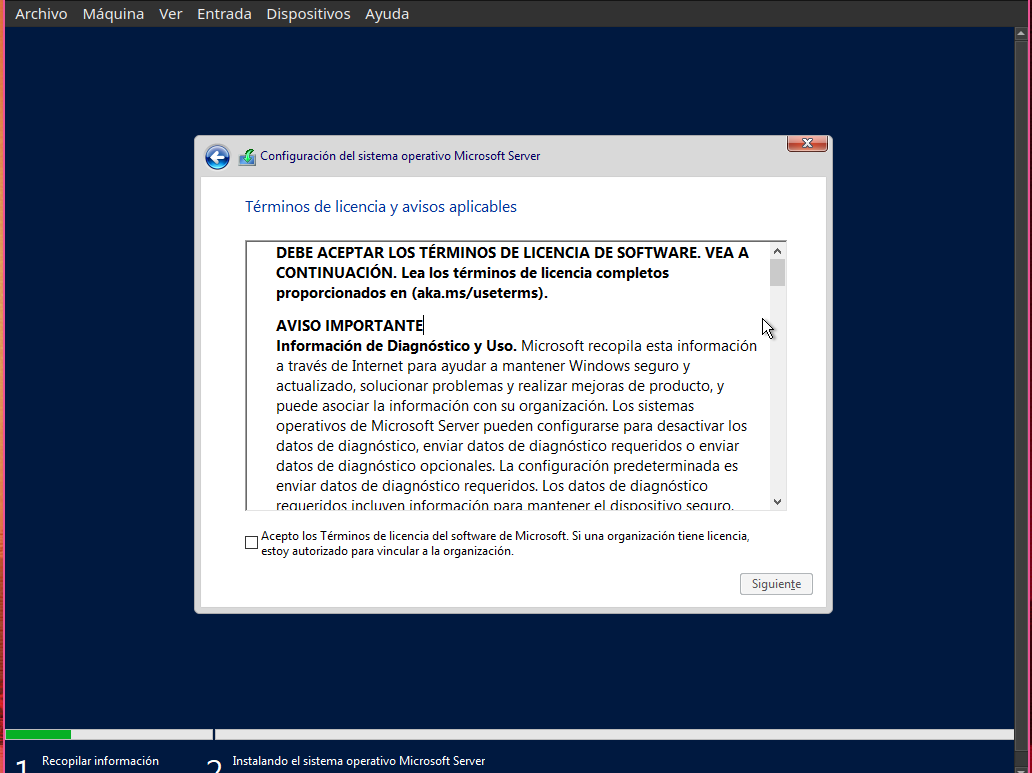 Archivo Máquina Ver Entrada Dispositivos Ayuda
Configuración del sistema operativo Microsoft Server
Términos de licencia y avisos aplicables
DEBE ACEPTAR LOS TÉRMINOS DE LICENCIA DE SOFTWARE. VEA A
CONTINUACIÓN. Lea los términos de licencia completos
proporcionados en (aka.ms/useterms).
AVISO IMPORTANTE
Información de Diagnóstico y Uso. Microsoft recopila esta información
a través de Internet para ayudar a mantener Windows seguro y
actualizado, solucionar problemas y realizar mejoras de producto, y
puede asociar la información con su organización. Los sistemas
operativos de Microsoft Server pueden configurarse para desactivar los
datos de diagnóstico, enviar datos de diagnóstico requeridos o enviar
datos de diagnóstico opcionales. La configuración predeterminada es
enviar datos de diagnóstico requeridos. Los datos de diagnóstico
requeridos incluyen información para mantener el dispositivo seguro,
Acepto los Términos de licencia del software de Microsoft. Si una organización tiene licencia,
estoy autorizado para vincular a la organización.
Siguiente
1 Recopilar información
2 Instalando el sistema operativo Microsoft Server